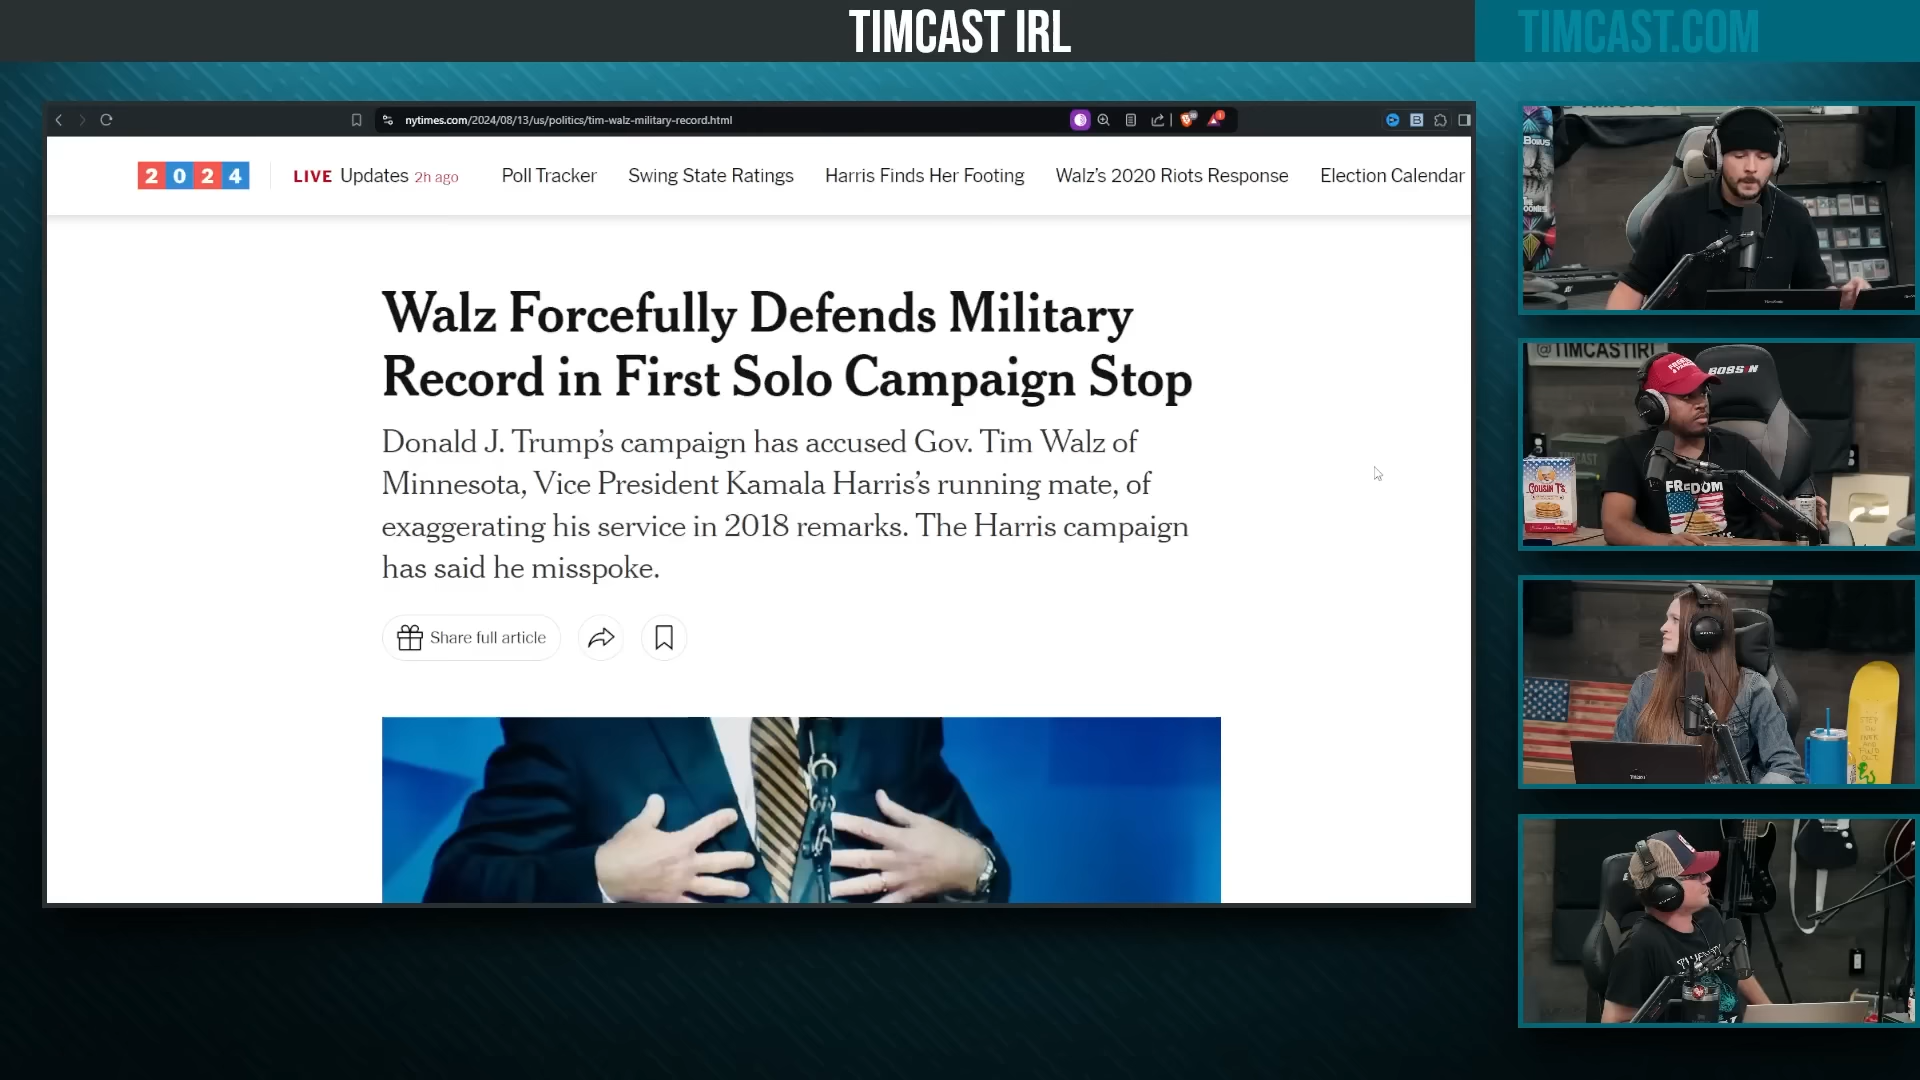 TIMCAST IRL
TIMCAST.COM
nytimes.com/2024/08/13/us/politics/tim-walz-military-record.html
2024
LIVE Updates 2h ago
Poll Tracker
Swing State Ratings
Harris Finds Her Footing
Walz's 2020 Riots Response
Election Calendar
Walz Forcefully Defends Military
Record in First Solo Campaign Stop
Donald J. Trump's campaign has accused Gov. Tim Walz of
Minnesota, Vice President Kamala Harris's running mate, of
exaggerating his service in 2018 remarks. The Harris campaign
has said he misspoke.
Share full article
@TIMCASTIRL
BOSSIN
COUSIN T'S
FREEDOM